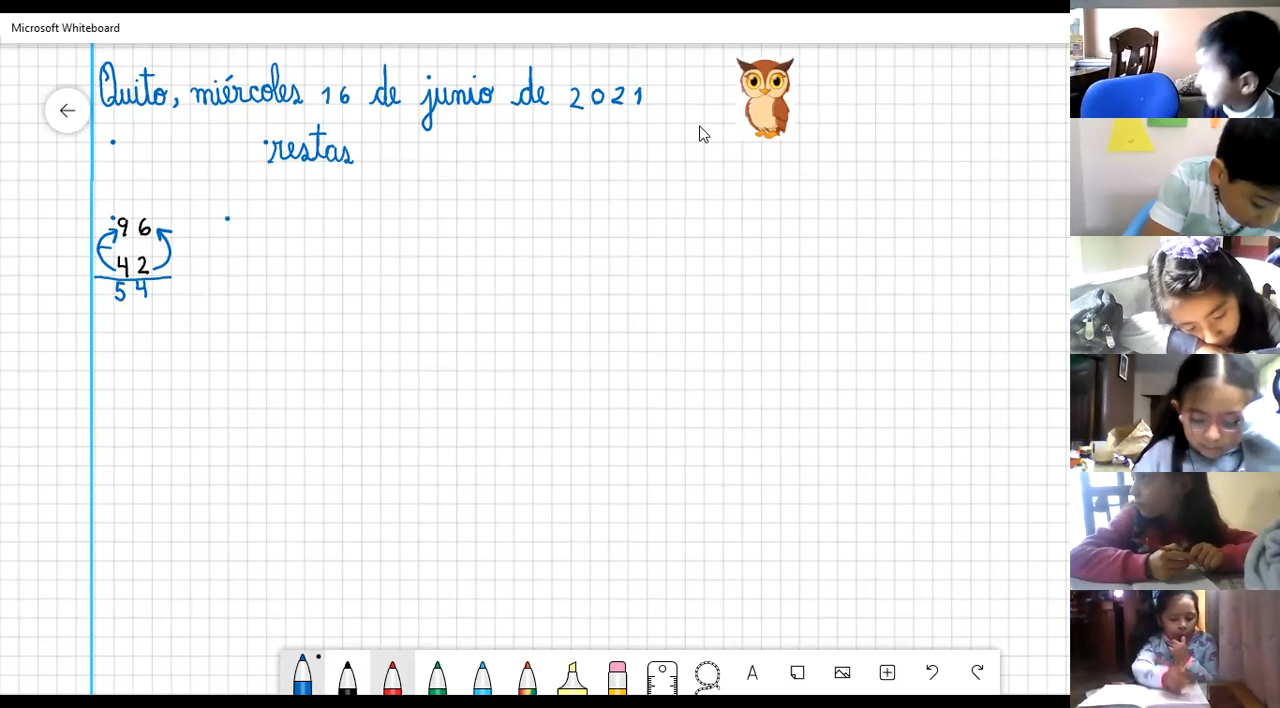 Microsoft Whiteboard
Quito, miércoles 16 de junio de 2021
restas
96
42
54
A